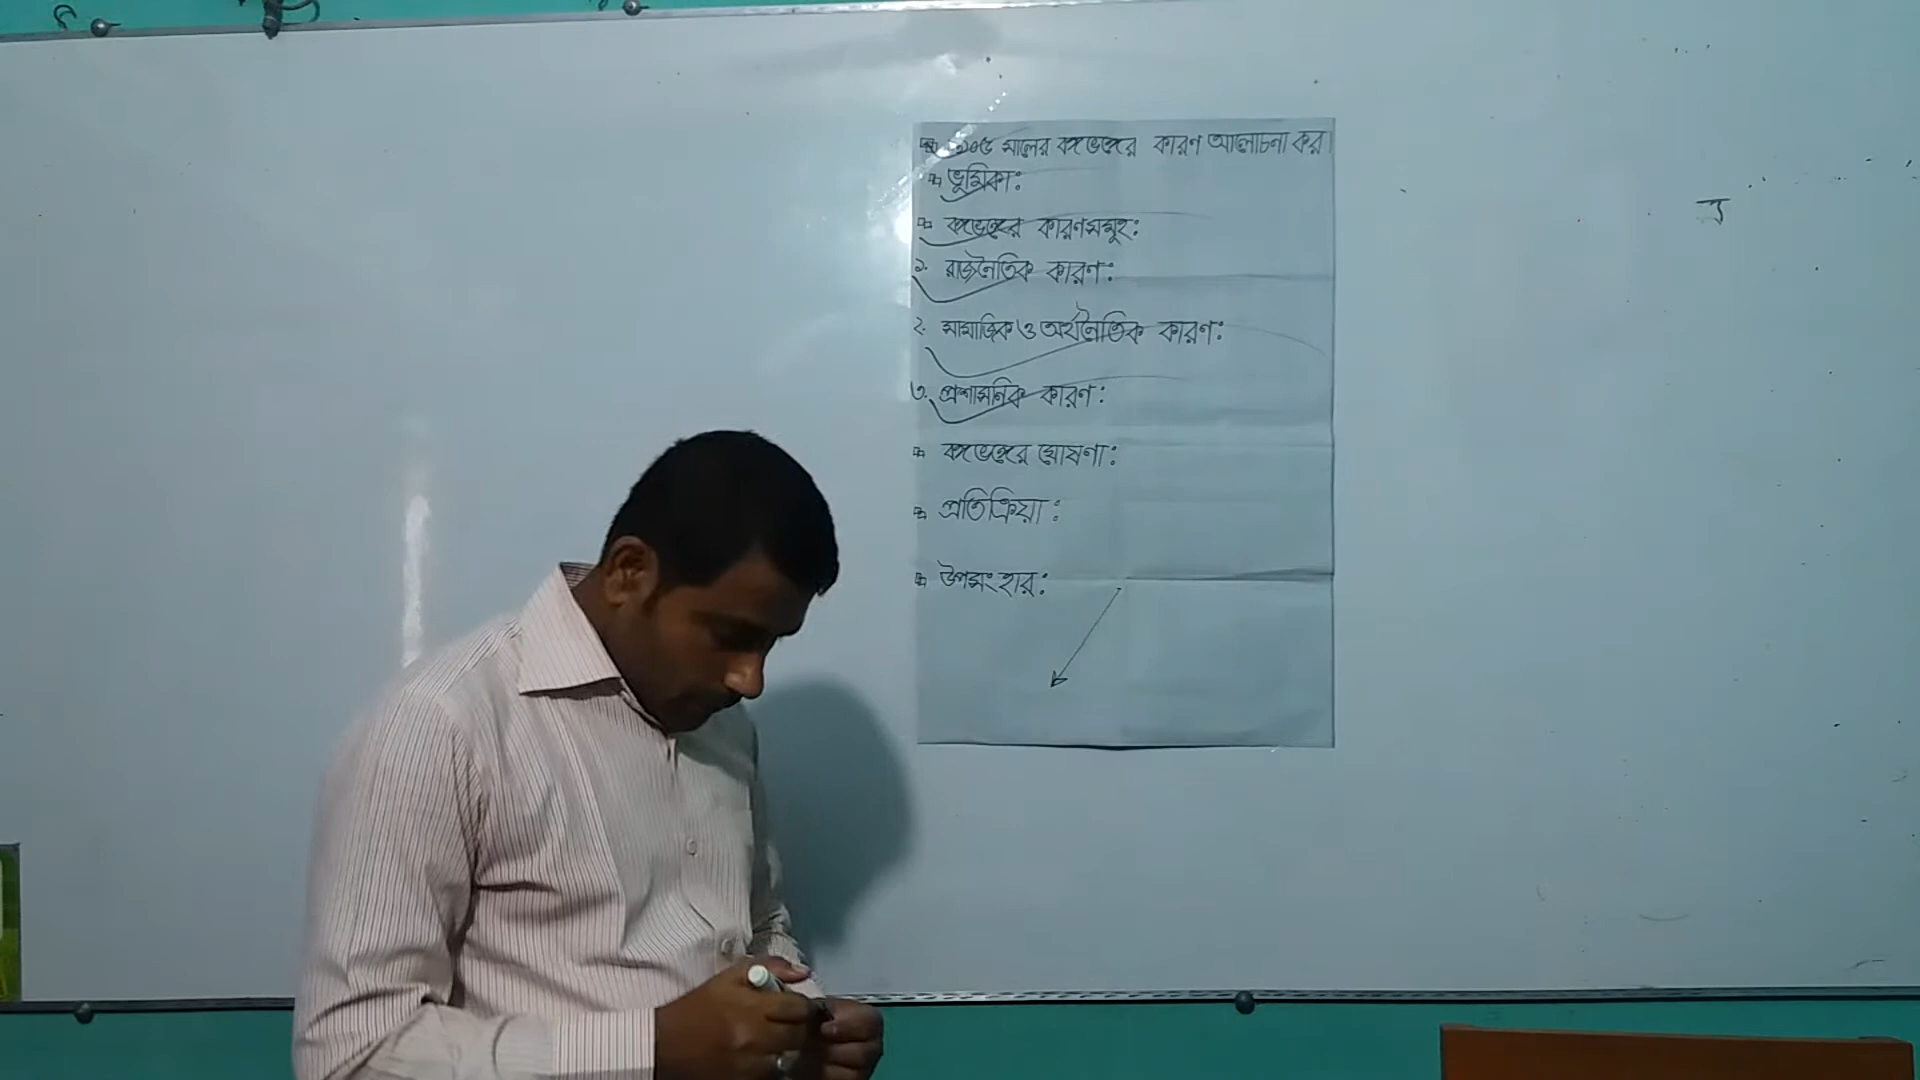 ১৯০৫ সালের বঙ্গভঙ্গের কারণ আলোচনা কর।
ভূমিকা:
বঙ্গভঙ্গের কারণসমূহ:
১. রাজনৈতিক কারণ:
২. সামাজিক ও অর্থনৈতিক কারণ:
৩. প্রশাসনিক কারণ:
বঙ্গভঙ্গের ঘোষণা:
প্রতিক্রিয়া:
উপসংহার: